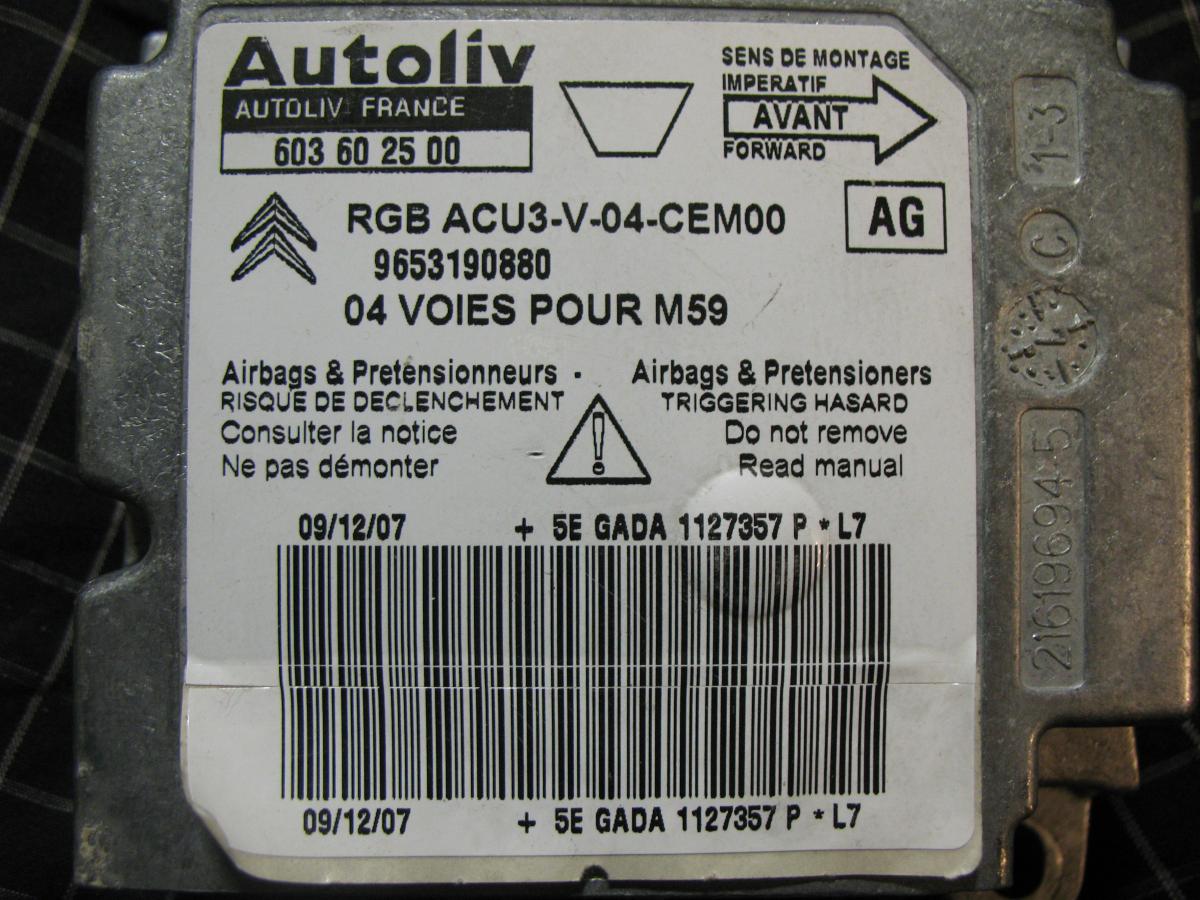 Autoliv
AUTOLIV FRANCE
603 60 25 00
SENS DE MONTAGE
IMPERATIF
AVANT
FORWARD
AG
RGB ACU3-V-04-CEM00
9653190880
04 VOIES POUR M59
Airbags & Pretensionneurs
RISQUE DE DECLENCHEMENT
Consulter la notice
Ne pas démonter
Airbags & Pretensioners
TRIGGERING HASARD
Do not remove
Read manual
09/12/07 + 5E GADA 1127357 P * L7
09/12/07 + 5E GADA 1127357 P * L7
1-3
C
21619694-5